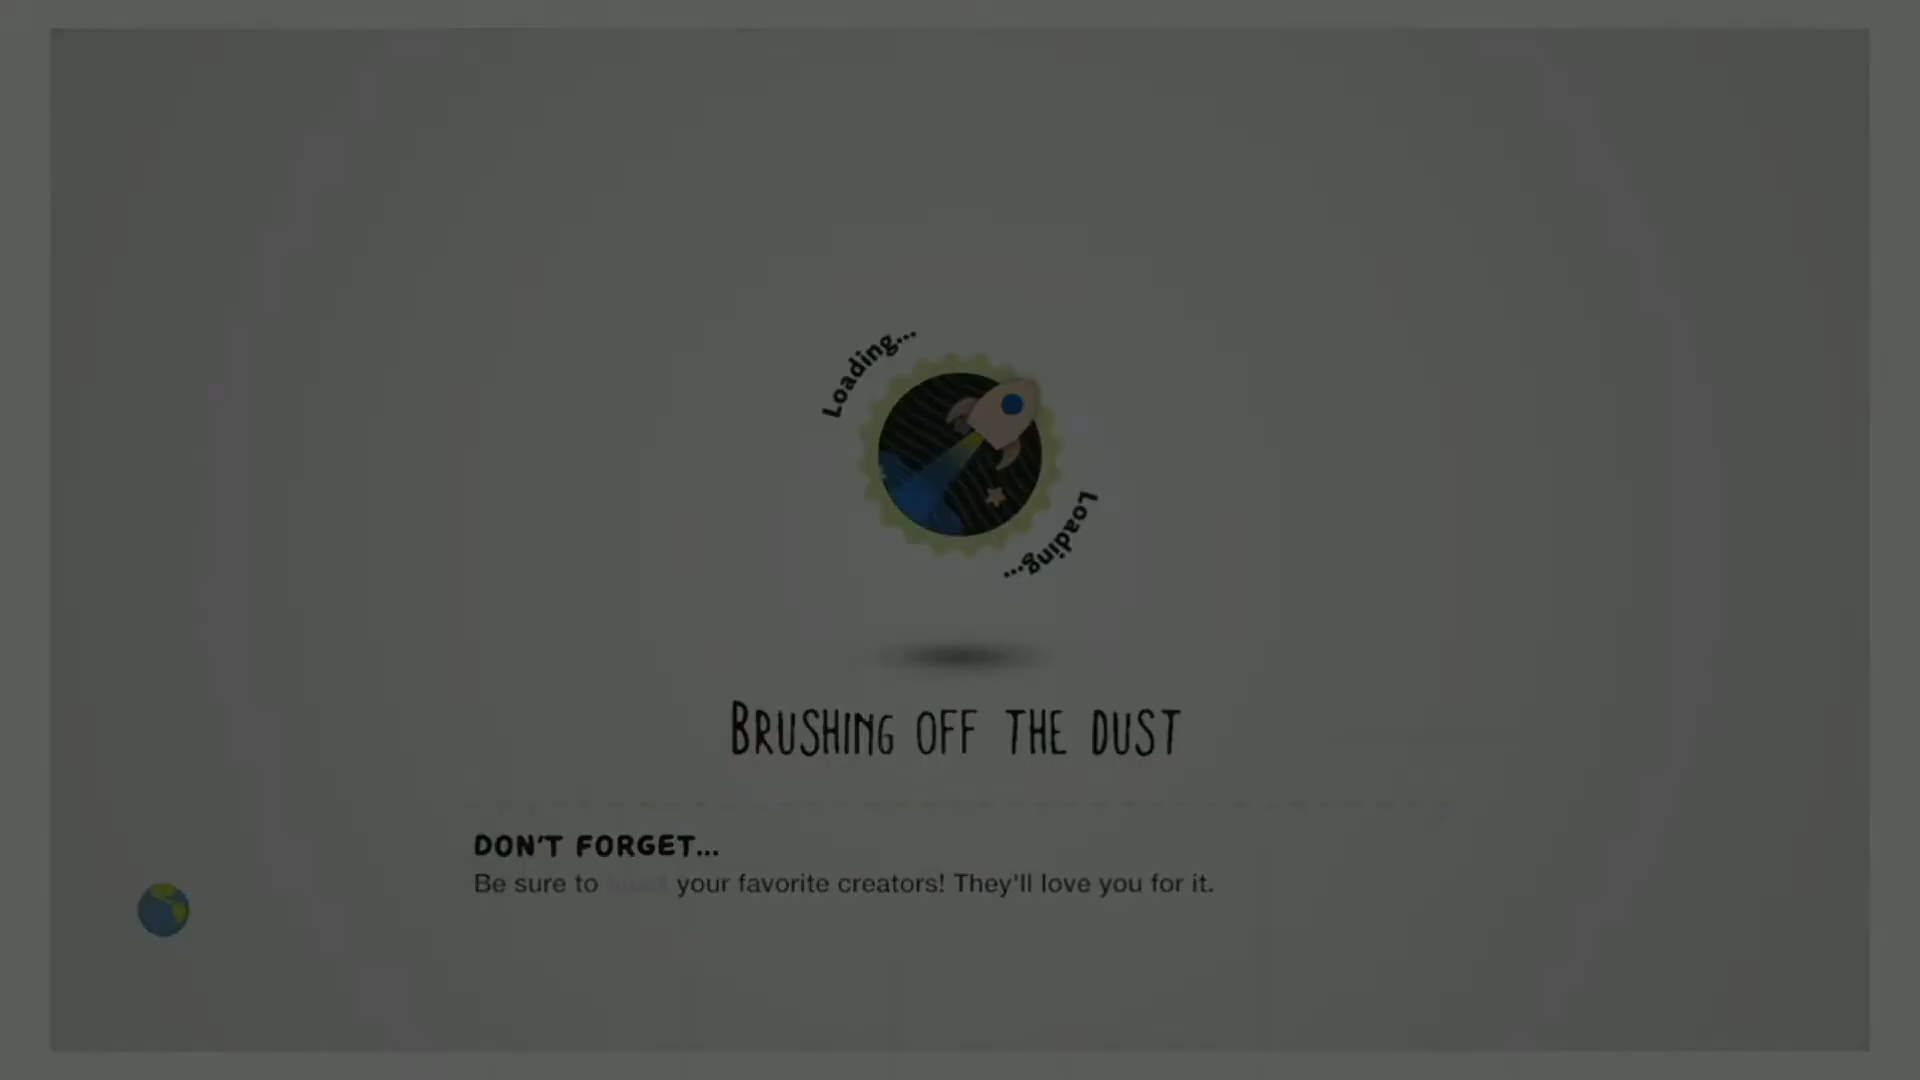 Loading...
Loading...
BRUSHING OFF THE DUST
DON'T FORGET...
Be sure to your favorite creators! They'll love you for it.